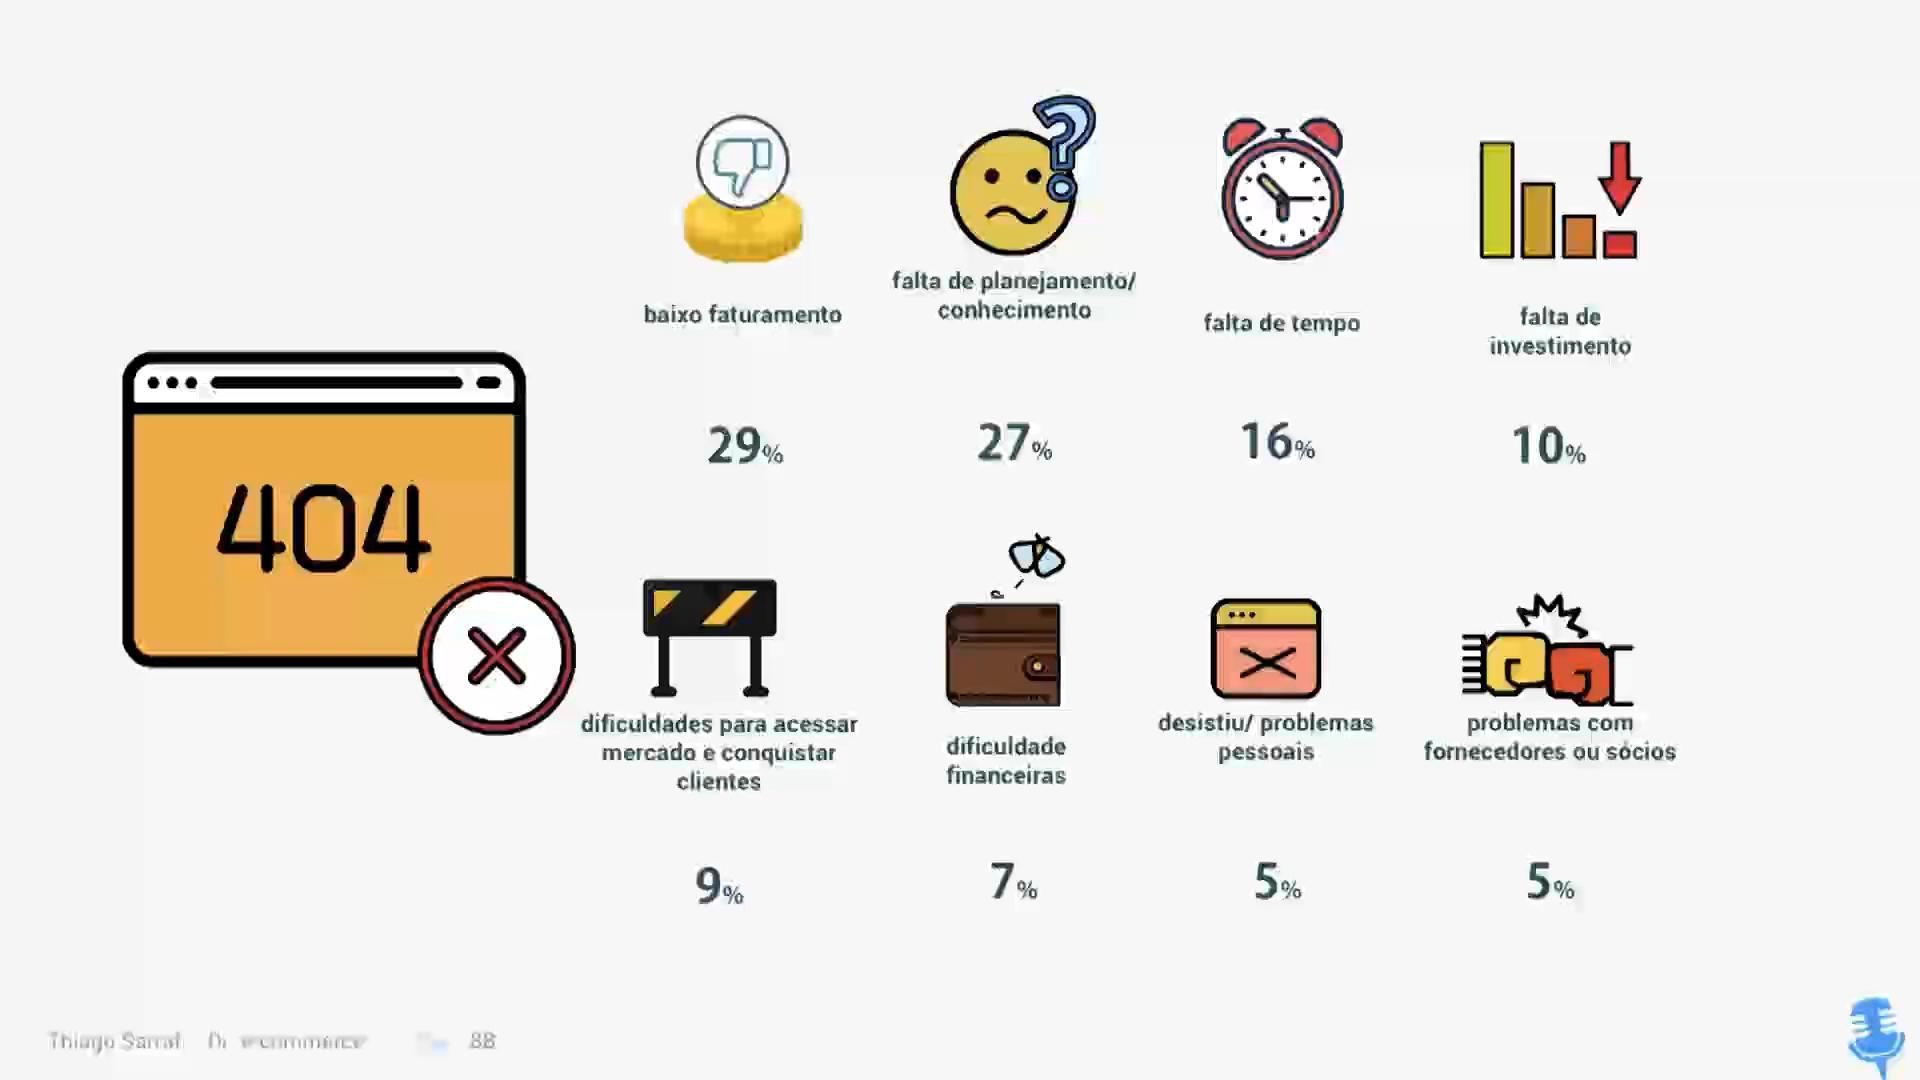 baixo faturamento
falta de planejamento/
conhecimento
falta de tempo
falta de
investimento
29%
27%
16%
10%
404
dificuldades para acessar
mercado e conquistar
clientes
dificuldade
financeiras
desistiu/ problemas
pessoais
problemas com
fornecedores ou sócios
9%
7%
5%
5%
Thiago Sarraf e-commerce 88